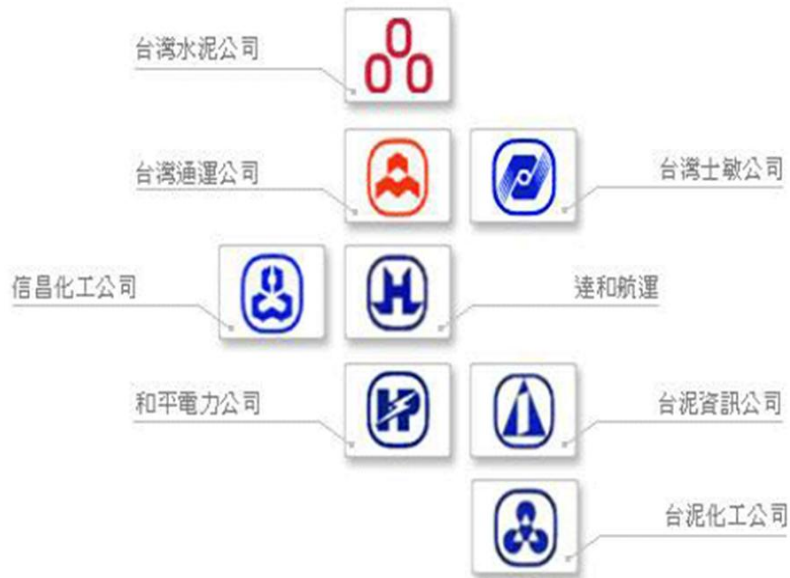 台灣水泥公司
台灣通運公司
台灣士敏公司
信昌化工公司
達和航運
和平電力公司
台泥資訊公司
台泥化工公司